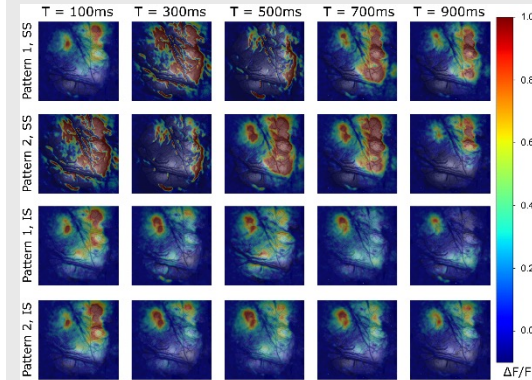 T = 100ms T = 300ms T = 500ms T = 700ms T = 900ms
Pattern 1, SS
Pattern 2, SS
Pattern 1, IS
Pattern 2, IS
1.0
0.8
0.6
0.4
0.2
0.0
ΔF/F